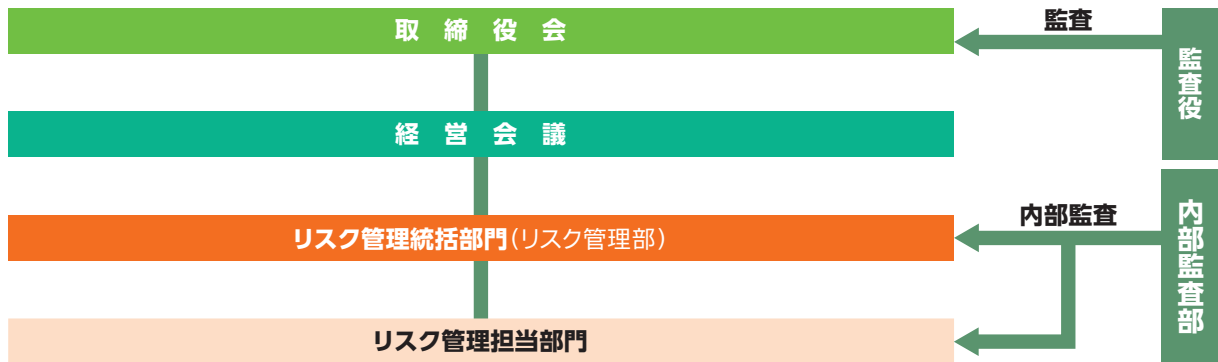 取締役会
監査
監査役
経営会議
リスク管理統括部門(リスク管理部)
内部監査
内部監査部
リスク管理担当部門